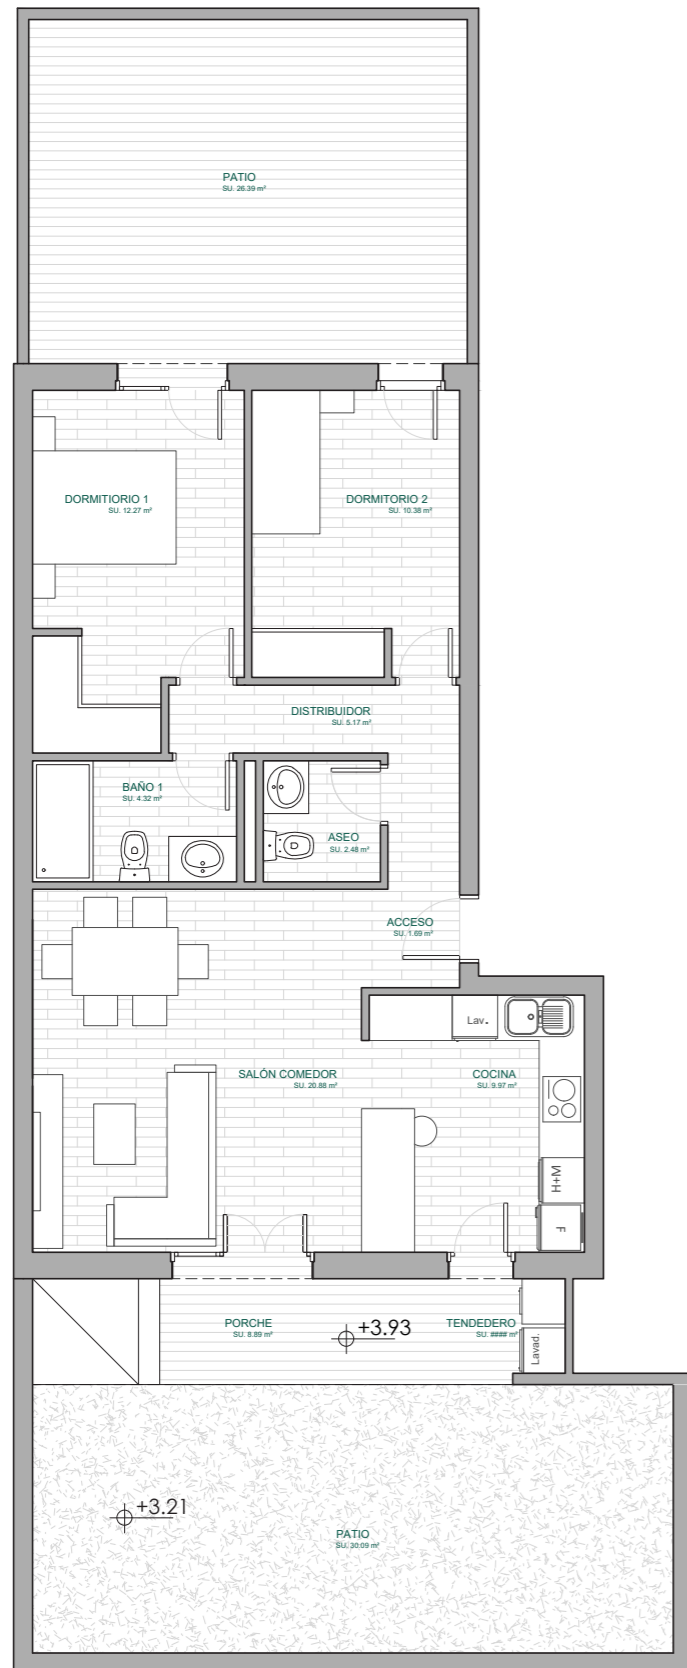 PATIO
SU. 26.39 m²
DORMITIORIO 1
SU. 12.27 m²
DORMITORIO 2
SU. 10.38 m²
DISTRIBUIDOR
SU. 5.17 m²
BAÑO 1
SU. 4.32 m²
ASEO
SU. 2.48 m²
ACCESO
SU. 1.69 m²
Lav.
SALÓN COMEDOR
SU. 20.88 m²
COCINA
SU. 9.97 m²
H+M
F
PORCHE
SU. 8.89 m²
+3.93
TENDEDERO
SU. #### m²
Lavad.
+3.21
PATIO
SU. 30.09 m²